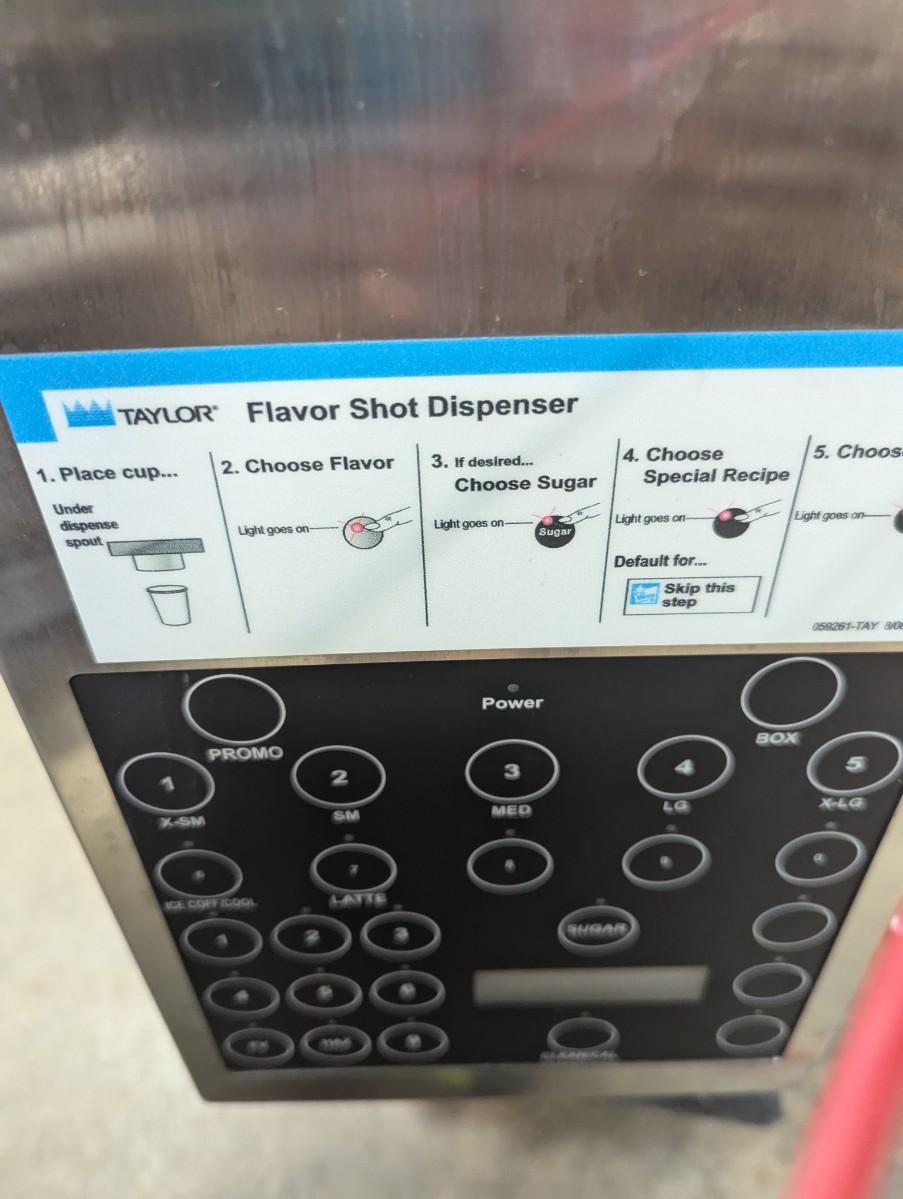 TAYLOR® Flavor Shot Dispenser
1. Place cup...
Under
dispense
spout
2. Choose Flavor
Light goes on
3. If desired...
Choose Sugar
Light goes on
Sugar
4. Choose
Special Recipe
Light goes on
Default for...
Skip this
step
5. Choos
Light goes on
059261-TAY 8/0
Power
PROMO
BOX
1
2
3
4
5
X-SM
SM
MED
LG
X-LG
7
ICE COFF/COOL
LATTE
1
2
3
SUGAR
4
5
6